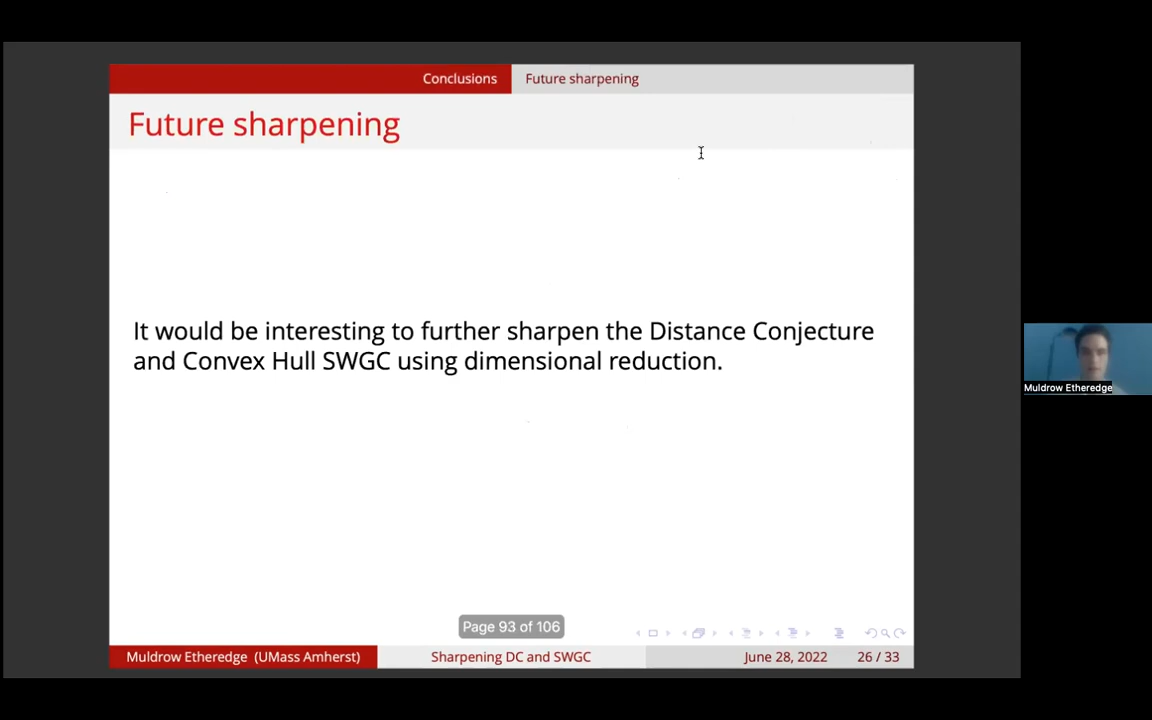 Conclusions Future sharpening
Future sharpening
It would be interesting to further sharpen the Distance Conjecture
and Convex Hull SWGC using dimensional reduction.
Muldrow Etheredge
Page 93 of 106
Muldrow Etheredge (UMass Amherst) Sharpening DC and SWGC June 28, 2022 26 / 33